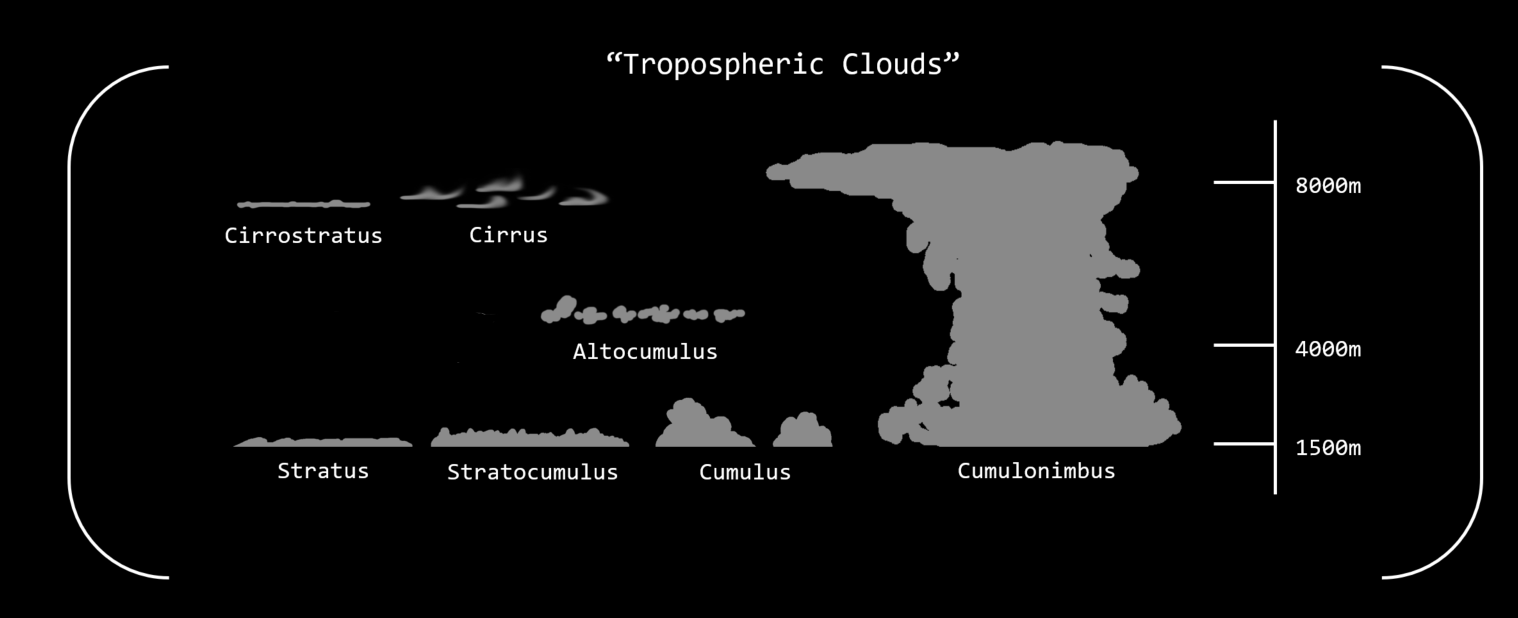 “Tropospheric Clouds”
8000m
Cirrostratus
Cirrus
4000m
Altocumulus
1500m
Stratus
Stratocumulus
Cumulus
Cumulonimbus